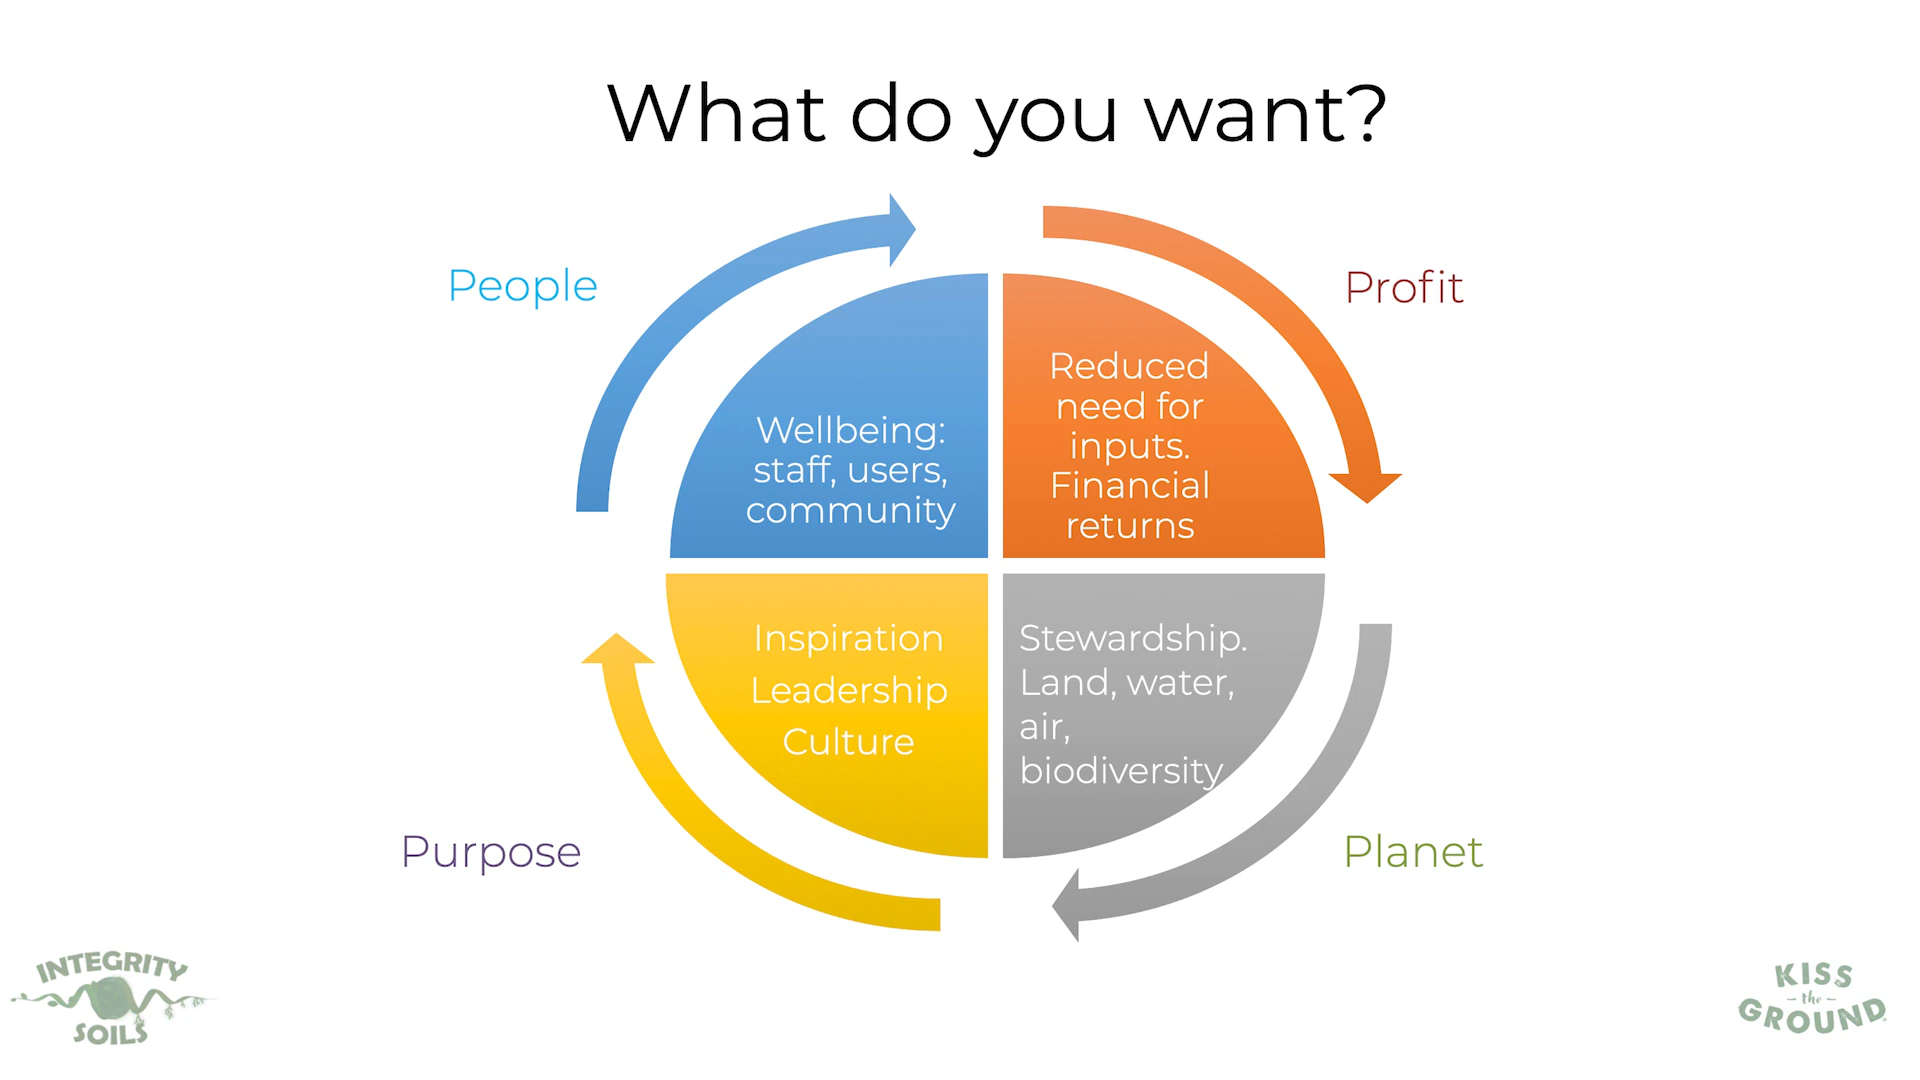 What do you want?
People
Profit
Wellbeing:
staff, users,
community
Reduced
need for
inputs.
Financial
returns
Inspiration
Leadership
Culture
Stewardship.
Land, water,
air,
biodiversity
Purpose
Planet
INTEGRITY
SOILS
KISS
the
GROUND